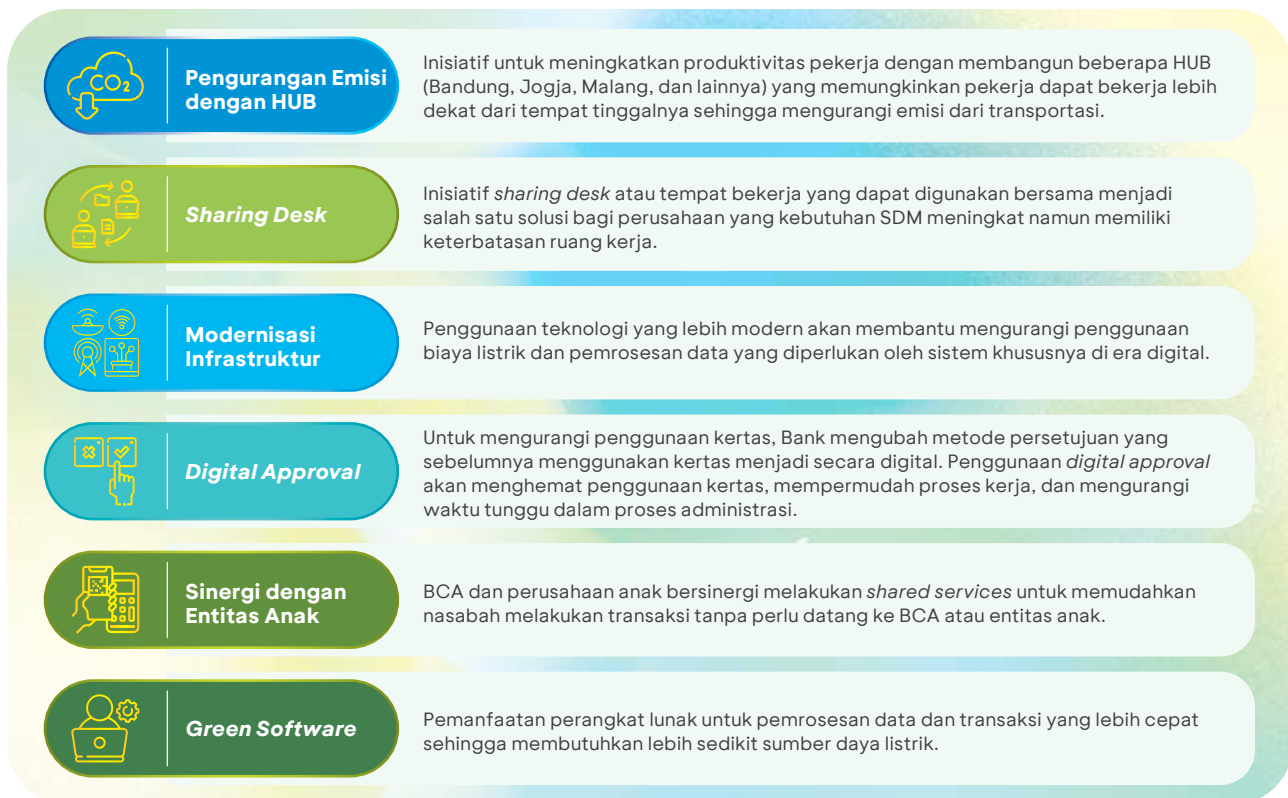 CO₂
Pengurangan Emisi
dengan HUB
Inisiatif untuk meningkatkan produktivitas pekerja dengan membangun beberapa HUB
(Bandung, Jogja, Malang, dan lainnya) yang memungkinkan pekerja dapat bekerja lebih
dekat dari tempat tinggalnya sehingga mengurangi emisi dari transportasi.
Sharing Desk
Inisiatif sharing desk atau tempat bekerja yang dapat digunakan bersama menjadi
salah satu solusi bagi perusahaan yang kebutuhan SDM meningkat namun memiliki
keterbatasan ruang kerja.
Modernisasi
Infrastruktur
Penggunaan teknologi yang lebih modern akan membantu mengurangi penggunaan
biaya listrik dan pemrosesan data yang diperlukan oleh sistem khususnya di era digital.
Digital Approval
Untuk mengurangi penggunaan kertas, Bank mengubah metode persetujuan yang
sebelumnya menggunakan kertas menjadi secara digital. Penggunaan digital approval
akan menghemat penggunaan kertas, mempermudah proses kerja, dan mengurangi
waktu tunggu dalam proses administrasi.
Sinergi dengan
Entitas Anak
BCA dan perusahaan anak bersinergi melakukan shared services untuk memudahkan
nasabah melakukan transaksi tanpa perlu datang ke BCA atau entitas anak.
Green Software
Pemanfaatan perangkat lunak untuk pemrosesan data dan transaksi yang lebih cepat
sehingga membutuhkan lebih sedikit sumber daya listrik.